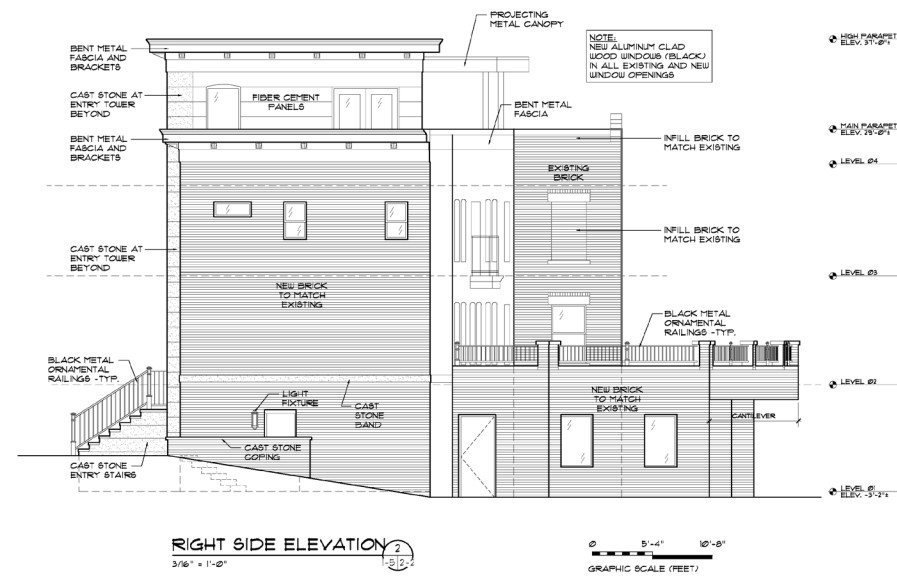 PROJECTING
METAL CANOPY
NOTE:
NEW ALUMINUM CLAD
WOOD WINDOWS (BLACK)
IN ALL EXISTING AND NEW
WINDOW OPENINGS
HIGH PARAPET
ELEV. 37'-0"±
BENT METAL
FASCIA AND
BRACKETS
CAST STONE AT
ENTRY TOWER
BEYOND
FIBER CEMENT
PANELS
BENT METAL
FASCIA
MAIN PARAPET
ELEV. 29'-0"±
BENT METAL
FASCIA AND
BRACKETS
INFILL BRICK TO
MATCH EXISTING
LEVEL 04
EXISTING
BRICK
INFILL BRICK TO
MATCH EXISTING
CAST STONE AT
ENTRY TOWER
BEYOND
LEVEL 03
NEW BRICK
TO MATCH
EXISTING
BLACK METAL
ORNAMENTAL
RAILINGS -TYP.
BLACK METAL
ORNAMENTAL
RAILINGS -TYP.
LEVEL 02
LIGHT
FIXTURE
CAST
STONE
BAND
NEW BRICK
TO MATCH
EXISTING
CANTILEVER
CAST STONE
COPING
CAST STONE
ENTRY STAIRS
LEVEL 01
ELEV. -3'-2"±
RIGHT SIDE ELEVATION
2
3/16" = 1'-0"
0 5'-4" 10'-8"
GRAPHIC SCALE (FEET)